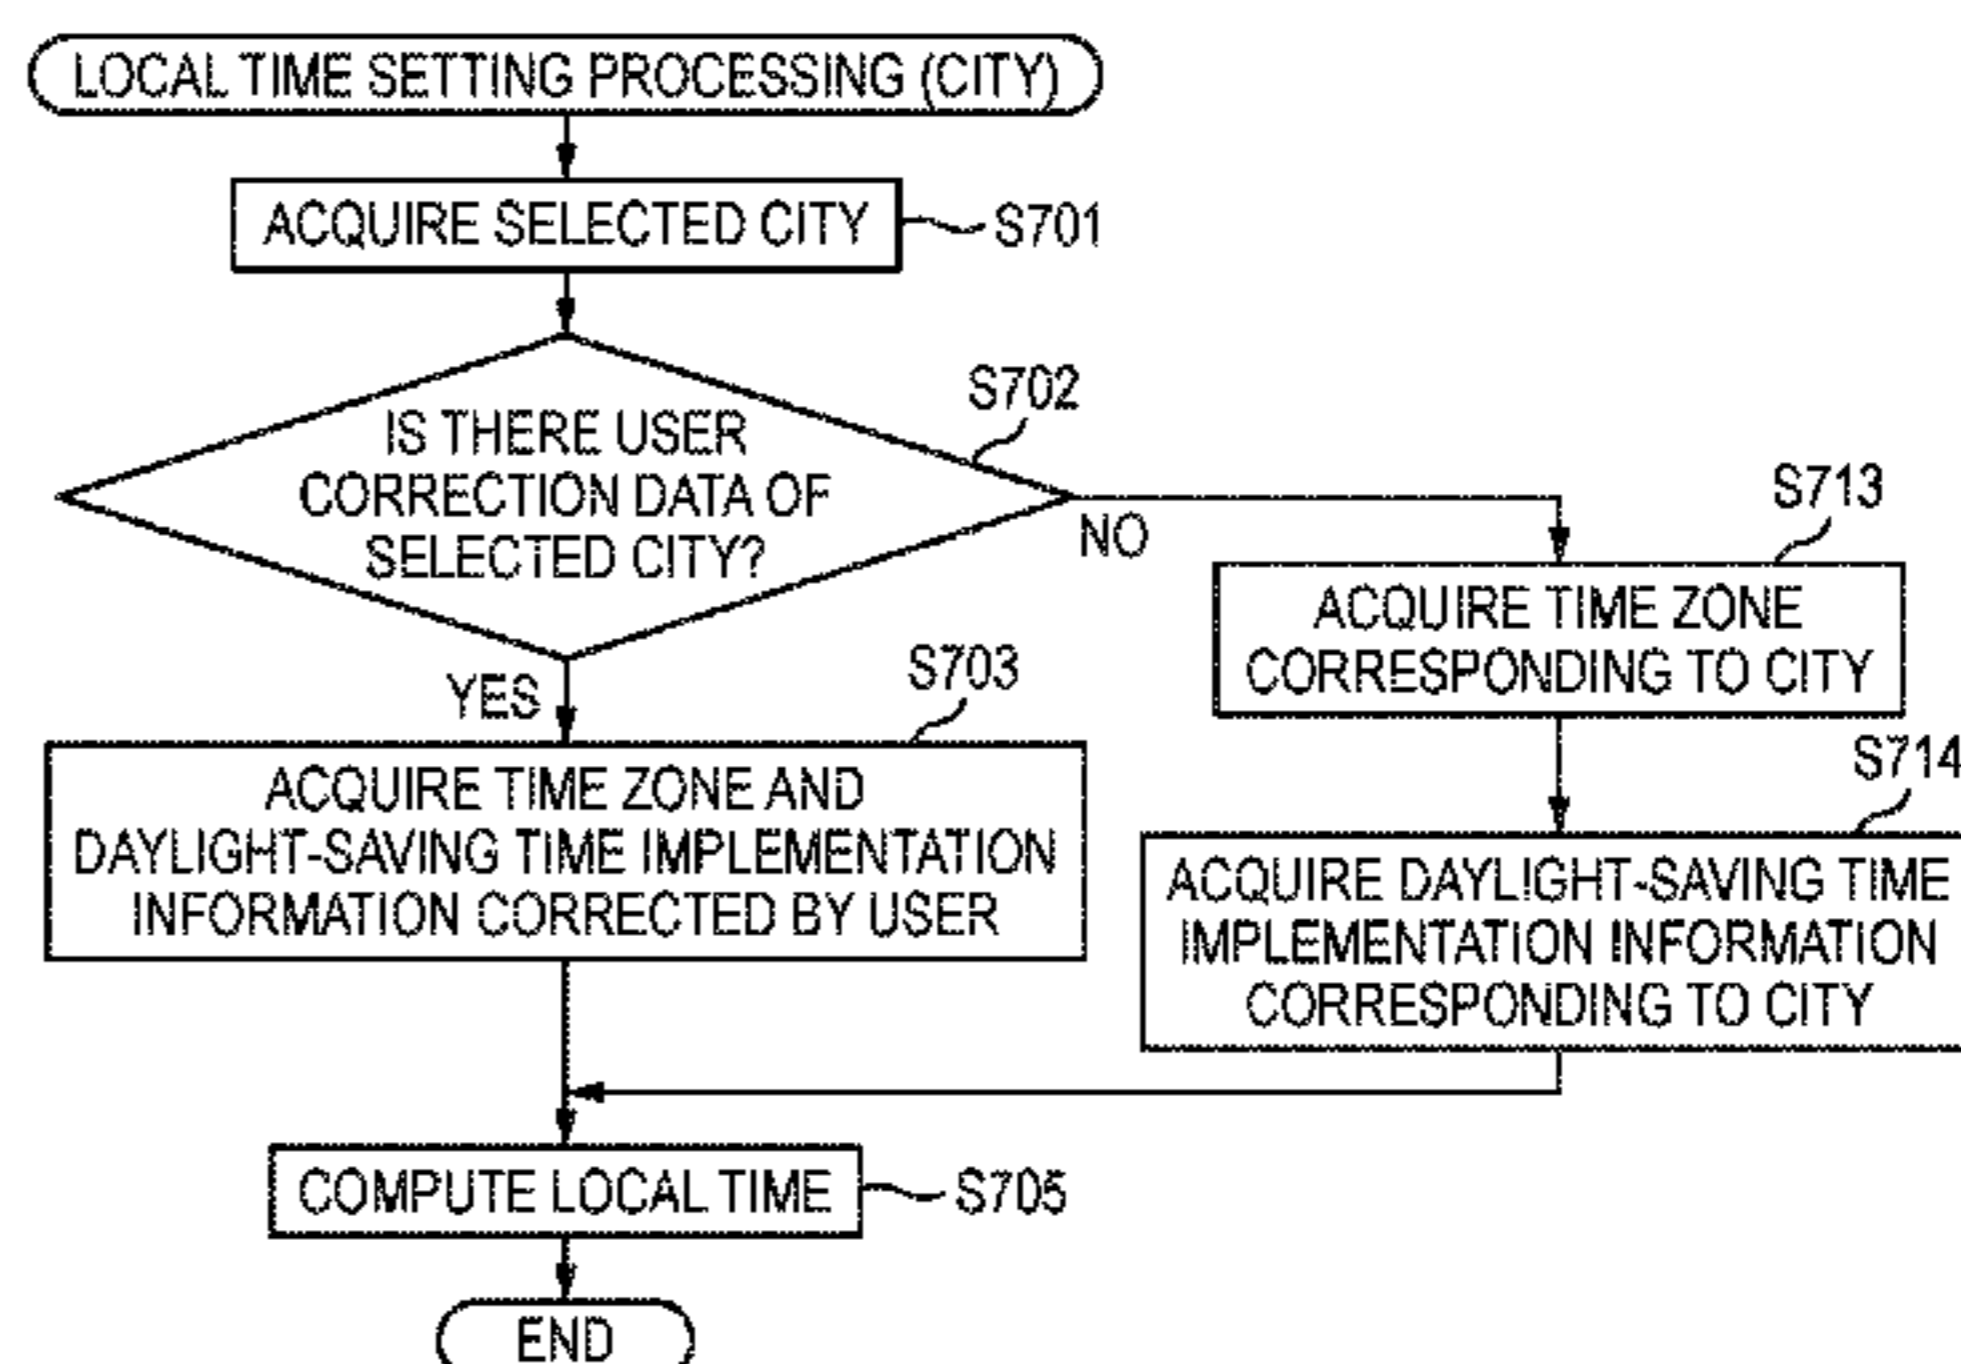 LOCAL TIME SETTING PROCESSING (CITY)
ACQUIRE SELECTED CITY
S701
S702
IS THERE USER
CORRECTION DATA OF
SELECTED CITY?
NO
YES
S713
ACQUIRE TIME ZONE
CORRESPONDING TO CITY
S703
ACQUIRE TIME ZONE AND
DAYLIGHT-SAVING TIME IMPLEMENTATION
INFORMATION CORRECTED BY USER
S714
ACQUIRE DAYLIGHT-SAVING TIME
IMPLEMENTATION INFORMATION
CORRESPONDING TO CITY
COMPUTE LOCAL TIME
S705
END